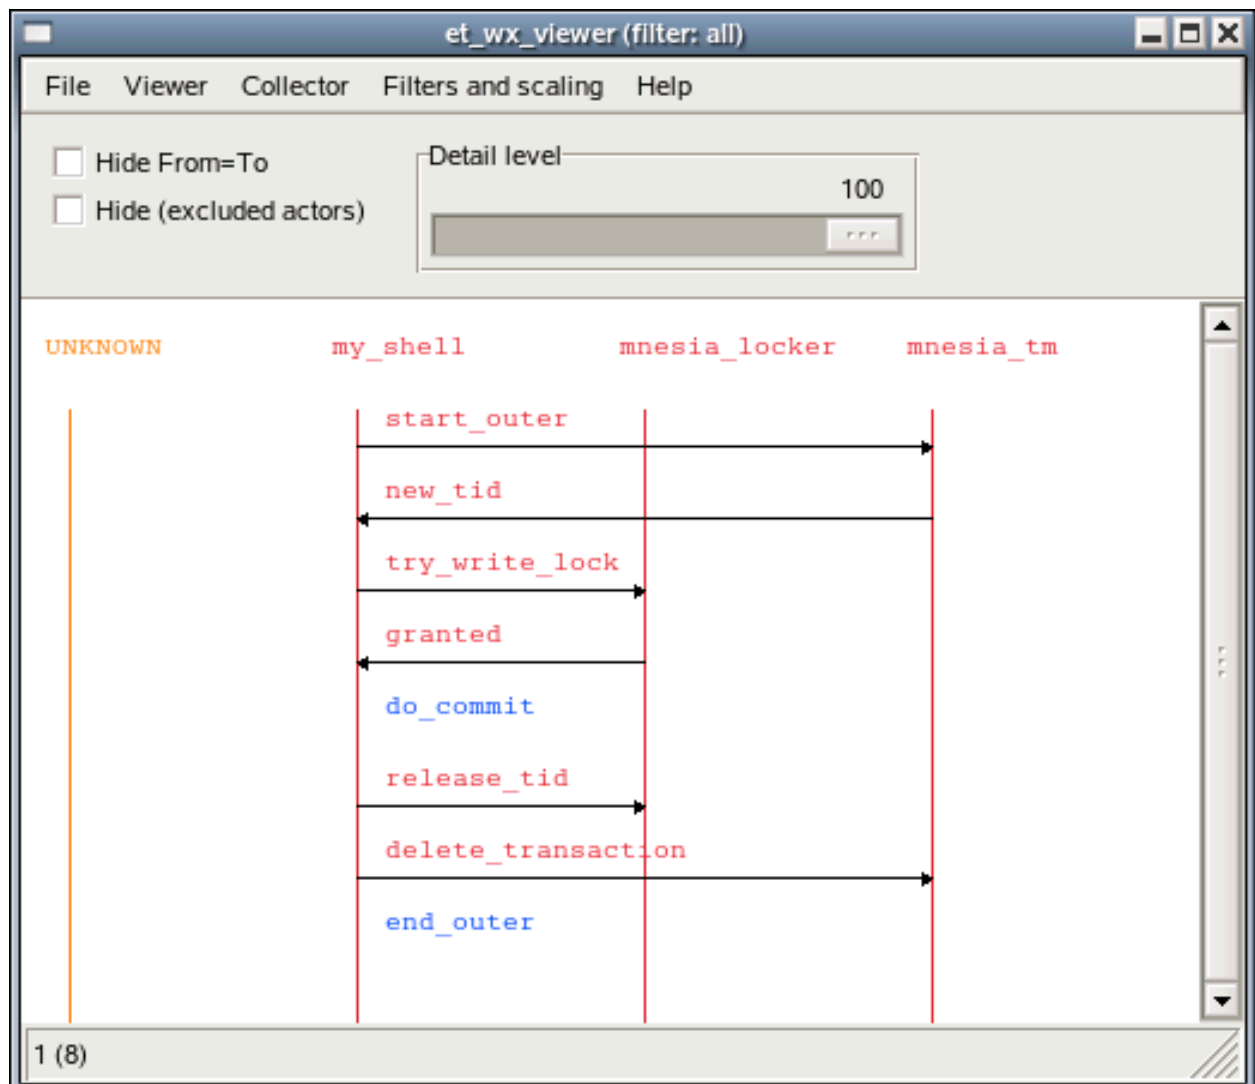 et_wx_viewer (filter: all)
File Viewer Collector Filters and scaling Help
Hide From=To
Hide (excluded actors)
Detail level
100
UNKNOWN my_shell mnesia_locker mnesia_tm
start_outer
new_tid
try_write_lock
granted
do_commit
release_tid
delete_transaction
end_outer
1 (8)